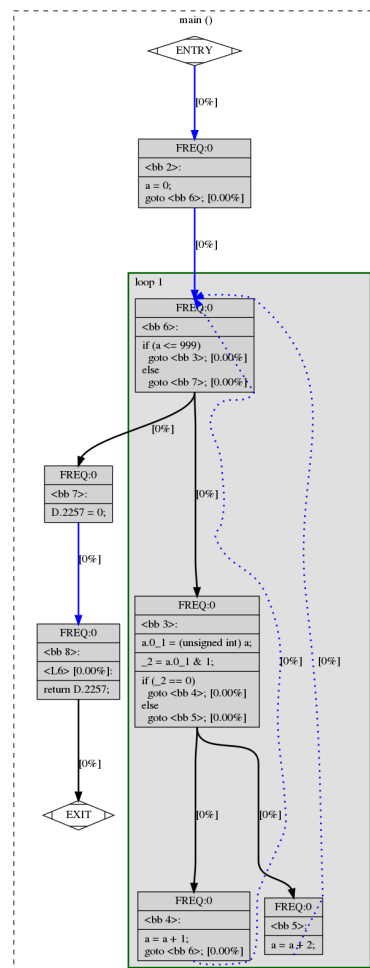 main ()
ENTRY
[0%]
FREQ:0
<bb 2>:
a = 0;
goto <bb 6>; [0.00%]
[0%]
loop 1
FREQ:0
<bb 6>:
if (a <= 999)
goto <bb 3>; [0.00%]
else
goto <bb 7>; [0.00%]
[0%]
[0%]
FREQ:0
<bb 7>:
D.2257 = 0;
[0%]
FREQ:0
<bb 8>:
<L6> [0.00%]:
return D.2257;
[0%]
EXIT
FREQ:0
<bb 3>:
a.0_1 = (unsigned int) a;
_2 = a.0_1 & 1;
if (_2 == 0)
goto <bb 4>; [0.00%]
else
goto <bb 5>; [0.00%]
[0%]
[0%]
[0%]
[0%]
FREQ:0
<bb 4>:
a = a + 1;
goto <bb 6>; [0.00%]
FREQ:0
<bb 5>:
a = a + 2;